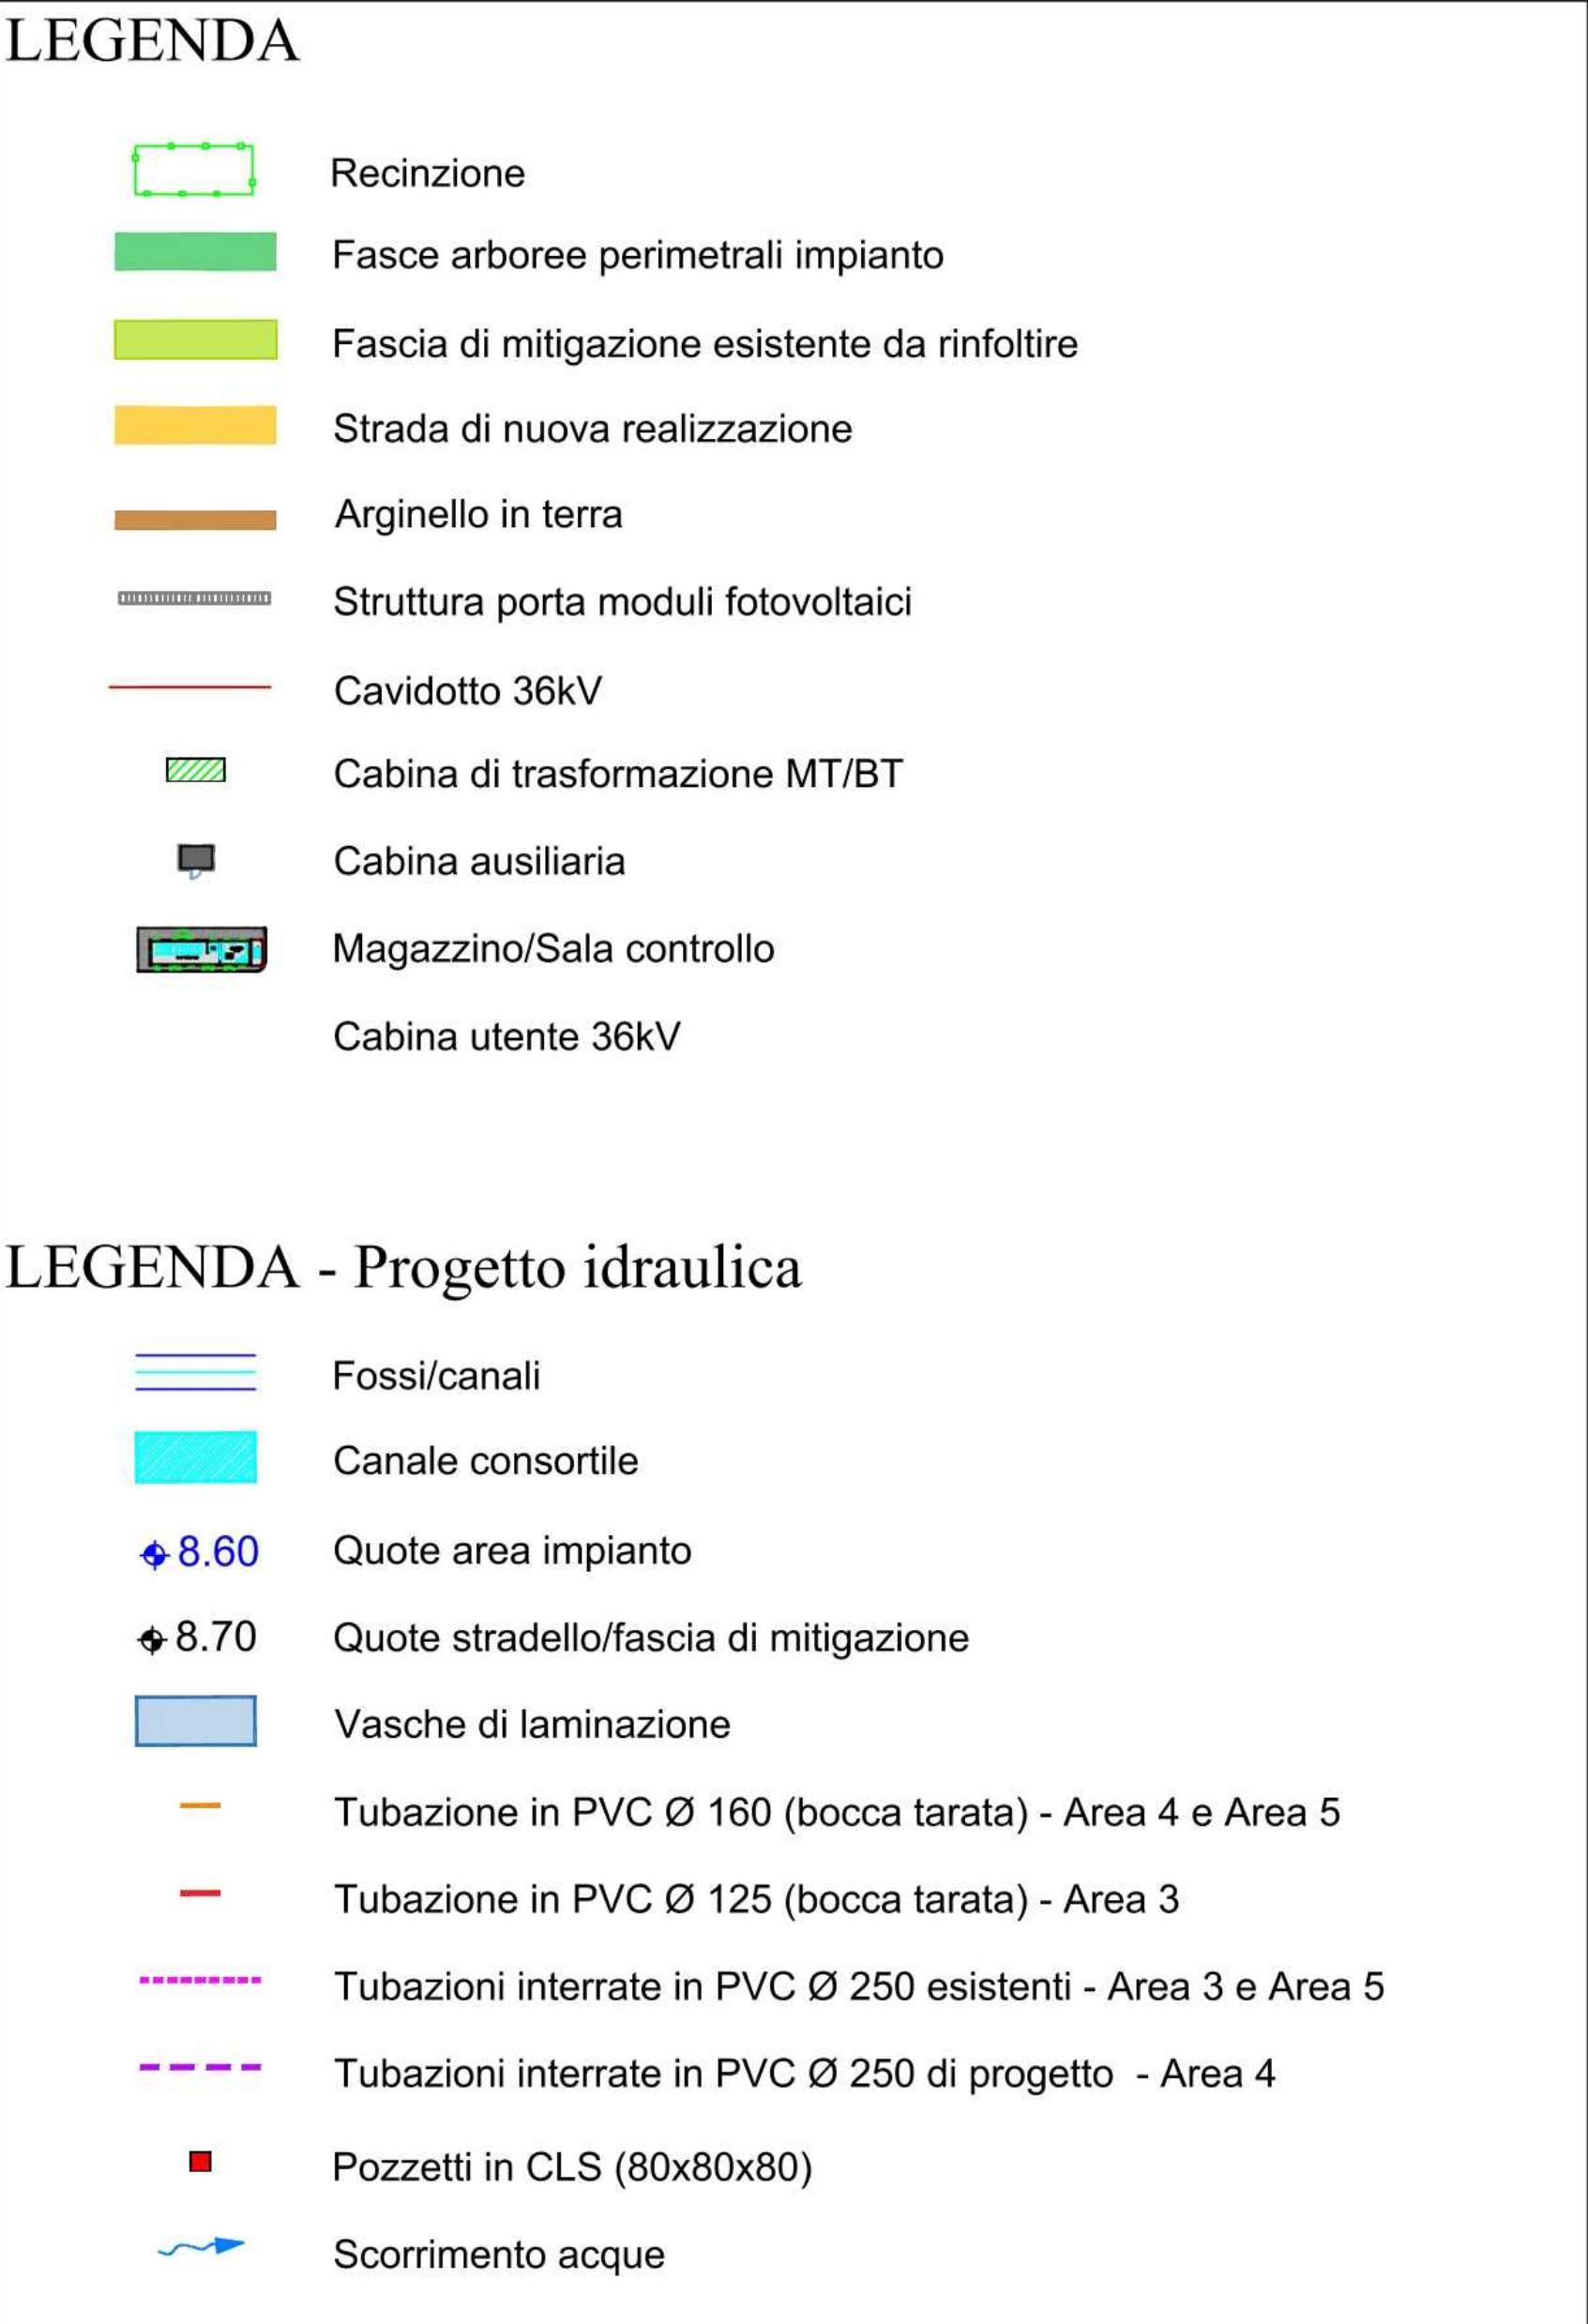 LEGENDA
Recinzione
Fasce arboree perimetrali impianto
Fascia di mitigazione esistente da rinfoltire
Strada di nuova realizzazione
Arginello in terra
Struttura porta moduli fotovoltaici
Cavidotto 36kV
Cabina di trasformazione MT/BT
Cabina ausiliaria
Magazzino/Sala controllo
Cabina utente 36kV
LEGENDA - Progetto idraulica
Fossi/canali
Canale consortile
8.60 Quote area impianto
8.70 Quote stradello/fascia di mitigazione
Vasche di laminazione
Tubazione in PVC Ø 160 (bocca tarata) - Area 4 e Area 5
Tubazione in PVC Ø 125 (bocca tarata) - Area 3
Tubazioni interrate in PVC Ø 250 esistenti - Area 3 e Area 5
Tubazioni interrate in PVC Ø 250 di progetto - Area 4
Pozzetti in CLS (80x80x80)
Scorrimento acque